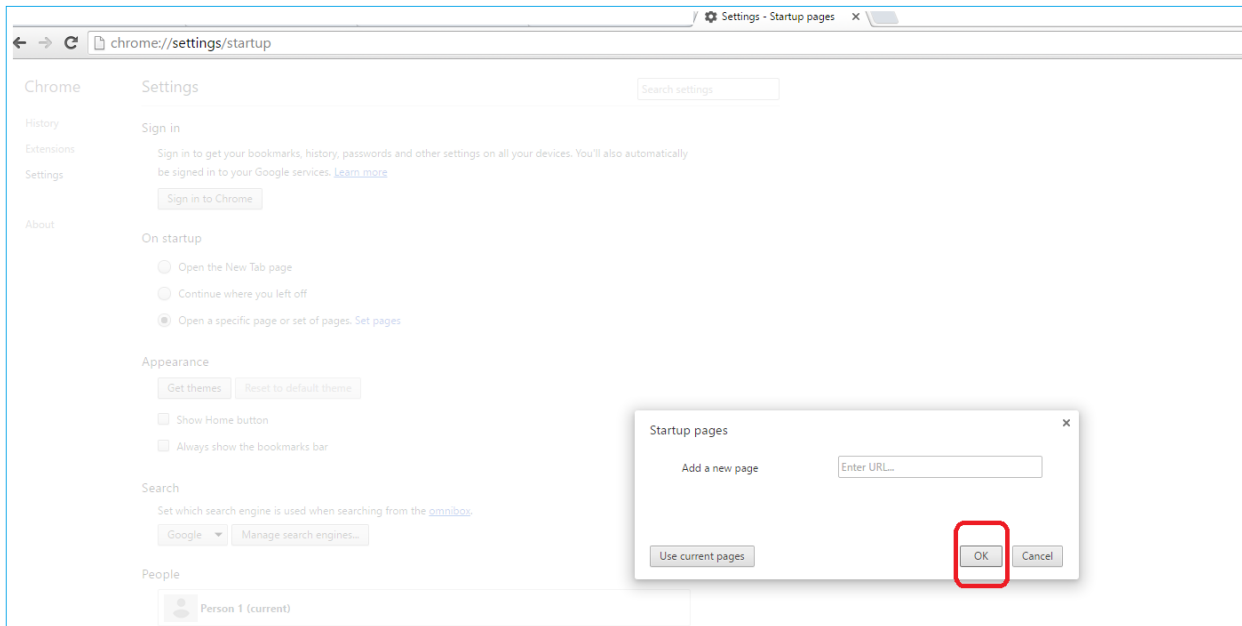 Settings - Startup pages
chrome://settings/startup
Chrome
Settings
Search settings
History
Extensions
Settings
About
Sign in
Sign in to get your bookmarks, history, passwords and other settings on all your devices. You'll also automatically
be signed in to your Google services. Learn more
Sign in to Chrome
On startup
Open the New Tab page
Continue where you left off
Open a specific page or set of pages. Set pages
Appearance
Get themes Reset to default theme
Show Home button
Always show the bookmarks bar
Search
Set which search engine is used when searching from the omnibox.
Google Manage search engines...
People
Person 1 (current)
Startup pages
Add a new page Enter URL...
Use current pages OK Cancel